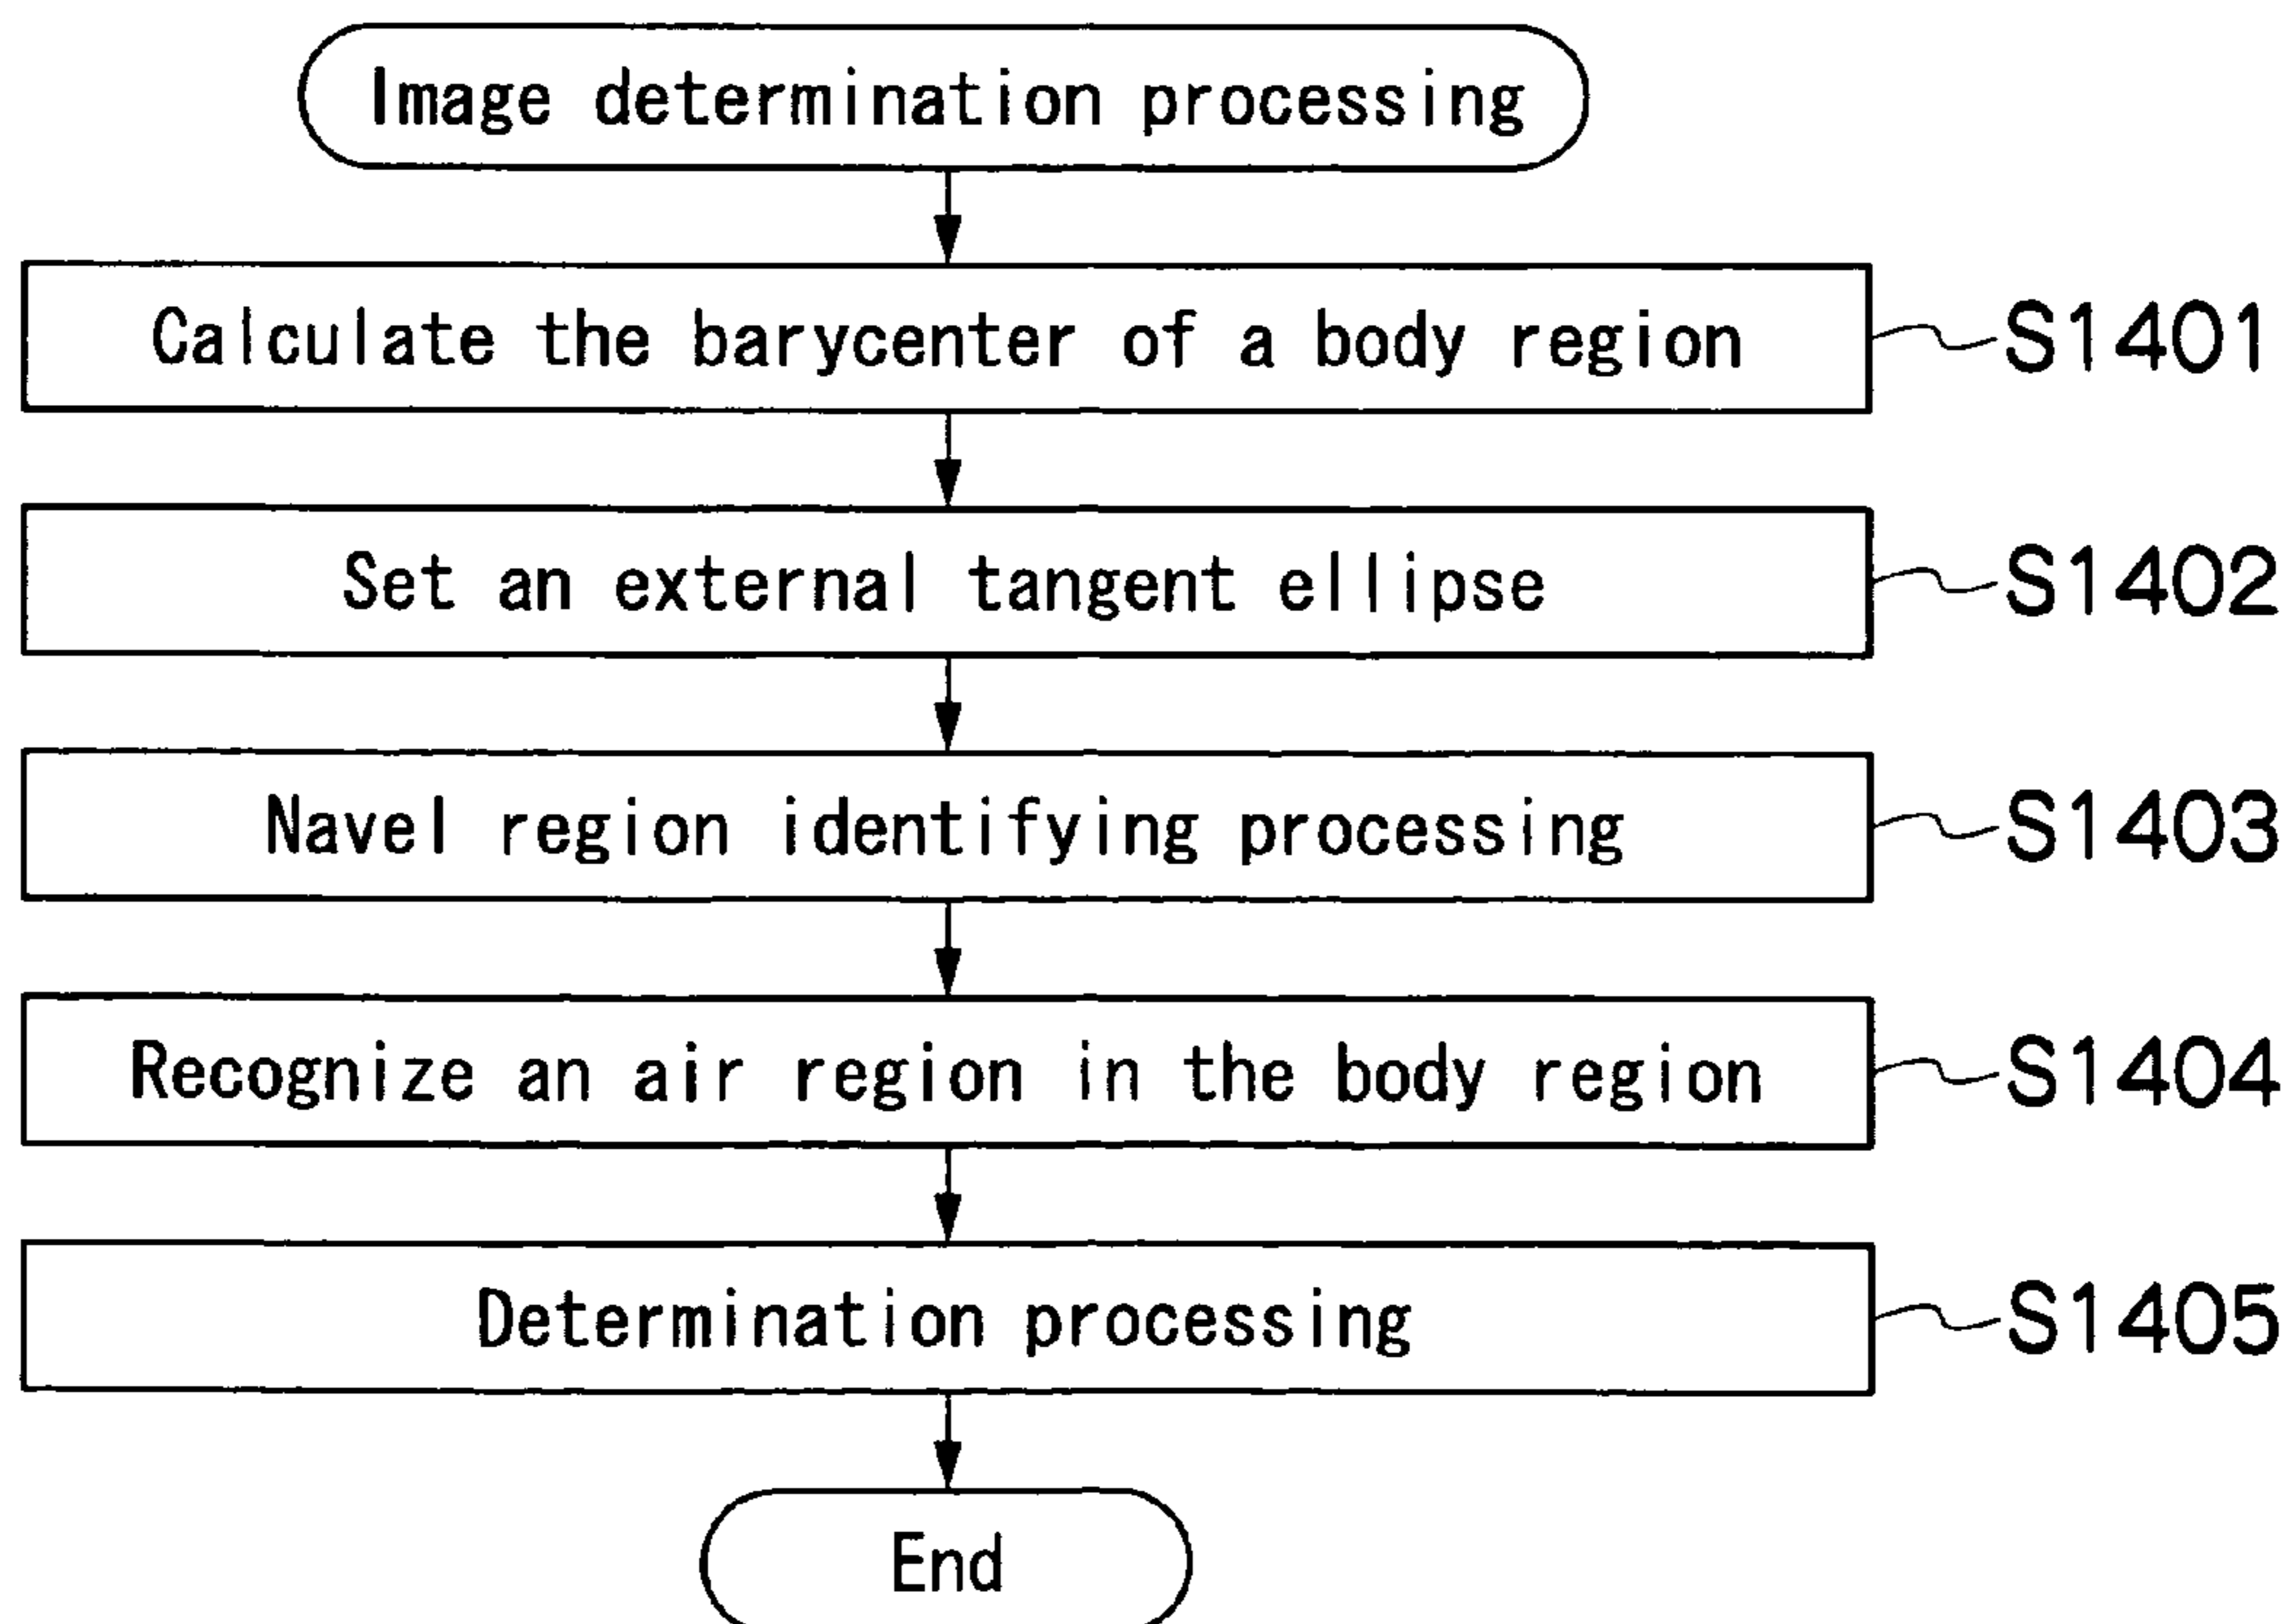 Image determination processing
Calculate the barycenter of a body region
S1401
Set an external tangent ellipse
S1402
Navel region identifying processing
S1403
Recognize an air region in the body region
S1404
Determination processing
S1405
End